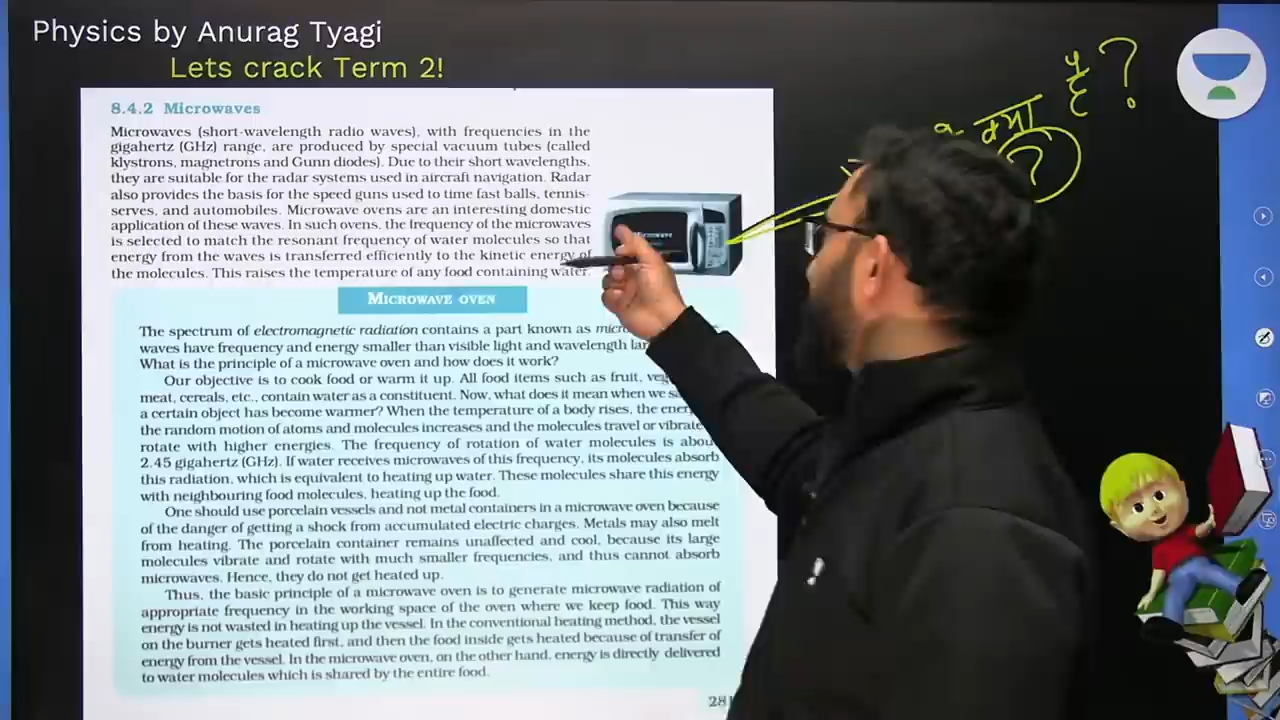 Physics by Anurag Tyagi
Lets crack Term 2!
8.4.2 Microwaves
Microwaves (short-wavelength radio waves), with frequencies in the
gigahertz (GHz) range, are produced by special vacuum tubes (called
klystrons, magnetrons and Gunn diodes). Due to their short wavelengths,
they are suitable for the radar systems used in aircraft navigation. Radar
also provides the basis for the speed guns used to time fast balls, tennis-
serves, and automobiles. Microwave ovens are an interesting domestic
application of these waves. In such ovens, the frequency of the microwaves
is selected to match the resonant frequency of water molecules so that
energy from the waves is transferred efficiently to the kinetic energy of
the molecules. This raises the temperature of any food containing water.
MICROWAVE OVEN
The spectrum of electromagnetic radiation contains a part known as
waves have frequency and energy smaller than visible light and wavelength
What is the principle of a microwave oven and how does it work?
Our objective is to cook food or warm it up. All food items such as fruit,
meat, cereals, etc., contain water as a constituent. Now, what does it mean when we
a certain object has become warmer? When the temperature of a body rises, the
the random motion of atoms and molecules increases and the molecules travel or vibrate
rotate with higher energies. The frequency of rotation of water molecules is about
2.45 gigahertz (GHz). If water receives microwaves of this frequency, its molecules absorb
this radiation, which is equivalent to heating up water. These molecules share this energy
with neighbouring food molecules, heating up the food.
One should use porcelain vessels and not metal containers in a microwave oven because
of the danger of getting a shock from accumulated electric charges. Metals may also melt
from heating. The porcelain container remains unaffected and cool, because its large
molecules vibrate and rotate with much smaller frequencies, and thus cannot absorb
microwaves. Hence, they do not get heated up.
Thus, the basic principle of a microwave oven is to generate microwave radiation of
appropriate frequency in the working space of the oven where we keep food. This way
energy is not wasted in heating up the vessel. In the conventional heating method, the vessel
on the burner gets heated first, and then the food inside gets heated because of transfer of
energy from the vessel. In the microwave oven, on the other hand, energy is directly delivered
to water molecules which is shared by the entire food.
क्या
?
?